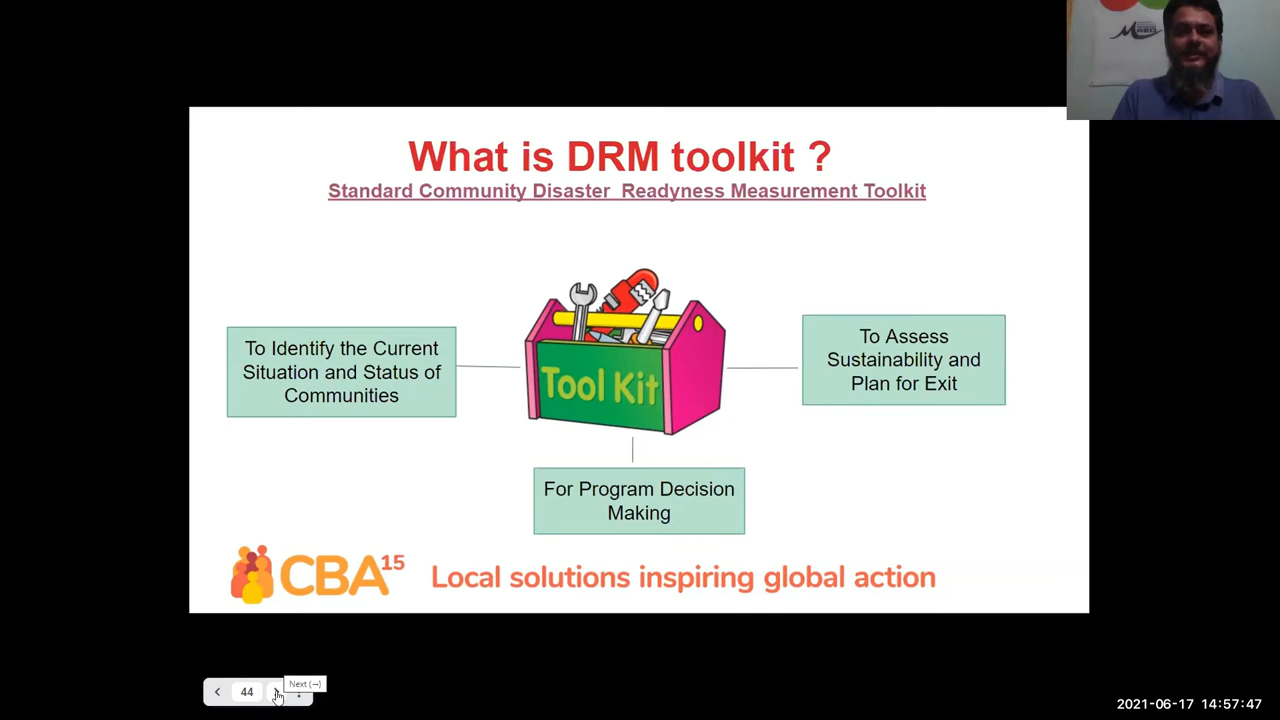 What is DRM toolkit ?
Standard Community Disaster  Readyness Measurement Toolkit
To Identify the Current
Situation and Status of
Communities
Tool Kit
To Assess
Sustainability and
Plan for Exit
For Program Decision
Making
CBA15
Local solutions inspiring global action
44
Next (→)
2021-06-17 14:57:47